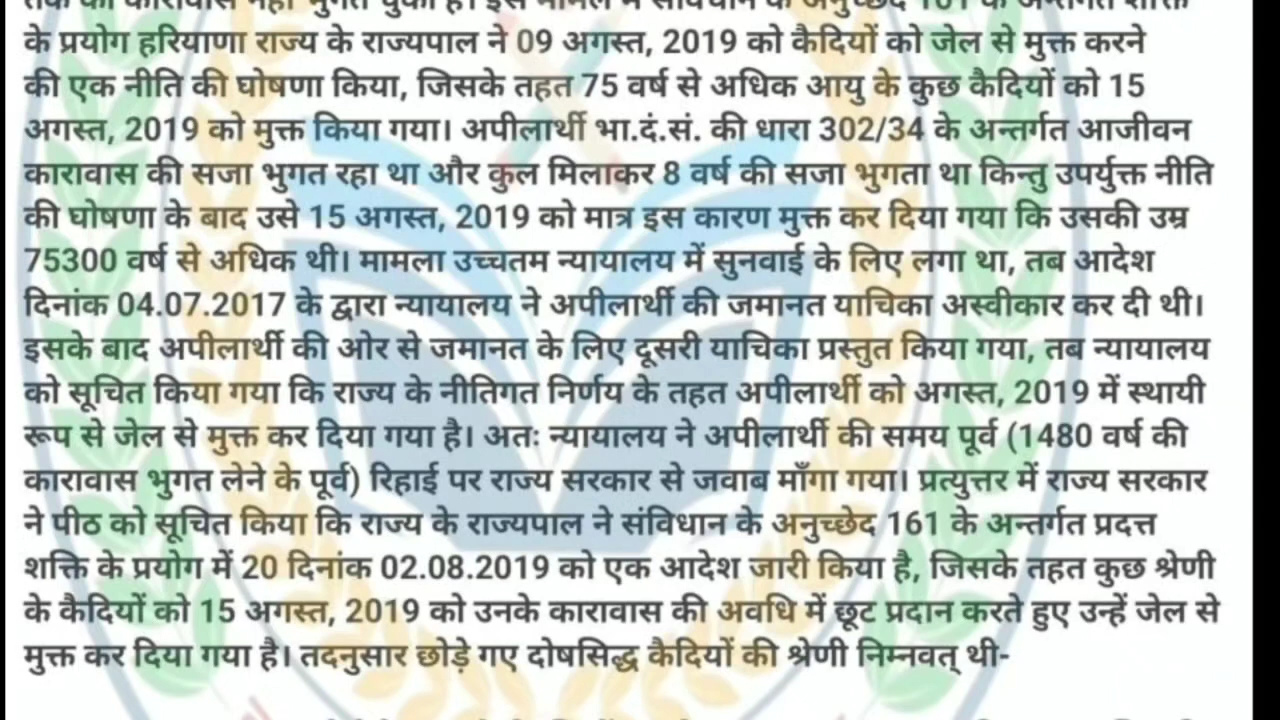 के प्रयोग हरियाणा राज्य के राज्यपाल ने 09 अगस्त, 2019 को कैदियों को जेल से मुक्त करने
की एक नीति की घोषणा किया, जिसके तहत 75 वर्ष से अधिक आयु के कुछ कैदियों को 15
अगस्त, 2019 को मुक्त किया गया। अपीलार्थी भा.दं.सं. की धारा 302/34 के अन्तर्गत आजीवन
कारावास की सजा भुगत रहा था और कुल मिलाकर 8 वर्ष की सजा भुगता था किन्तु उपर्युक्त नीति
की घोषणा के बाद उसे 15 अगस्त, 2019 को मात्र इस कारण मुक्त कर दिया गया कि उसकी उम्र
75300 वर्ष से अधिक थी। मामला उच्चतम न्यायालय में सुनवाई के लिए लगा था, तब आदेश
दिनांक 04.07.2017 के द्वारा न्यायालय ने अपीलार्थी की जमानत याचिका अस्वीकार कर दी थी।
इसके बाद अपीलार्थी की ओर से जमानत के लिए दूसरी याचिका प्रस्तुत किया गया, तब न्यायालय
को सूचित किया गया कि राज्य के नीतिगत निर्णय के तहत अपीलार्थी को अगस्त, 2019 में स्थायी
रूप से जेल से मुक्त कर दिया गया है। अतः न्यायालय ने अपीलार्थी की समय पूर्व (1480 वर्ष की
कारावास भुगत लेने के पूर्व) रिहाई पर राज्य सरकार से जवाब माँगा गया। प्रत्युत्तर में राज्य सरकार
ने पीठ को सूचित किया कि राज्य के राज्यपाल ने संविधान के अनुच्छेद 161 के अन्तर्गत प्रदत्त
शक्ति के प्रयोग में 20 दिनांक 02.08.2019 को एक आदेश जारी किया है, जिसके तहत कुछ श्रेणी
के कैदियों को 15 अगस्त, 2019 को उनके कारावास की अवधि में छूट प्रदान करते हुए उन्हें जेल से
मुक्त कर दिया गया है। तदनुसार छोड़े गए दोषसिद्ध कैदियों की श्रेणी निम्नवत् थी-